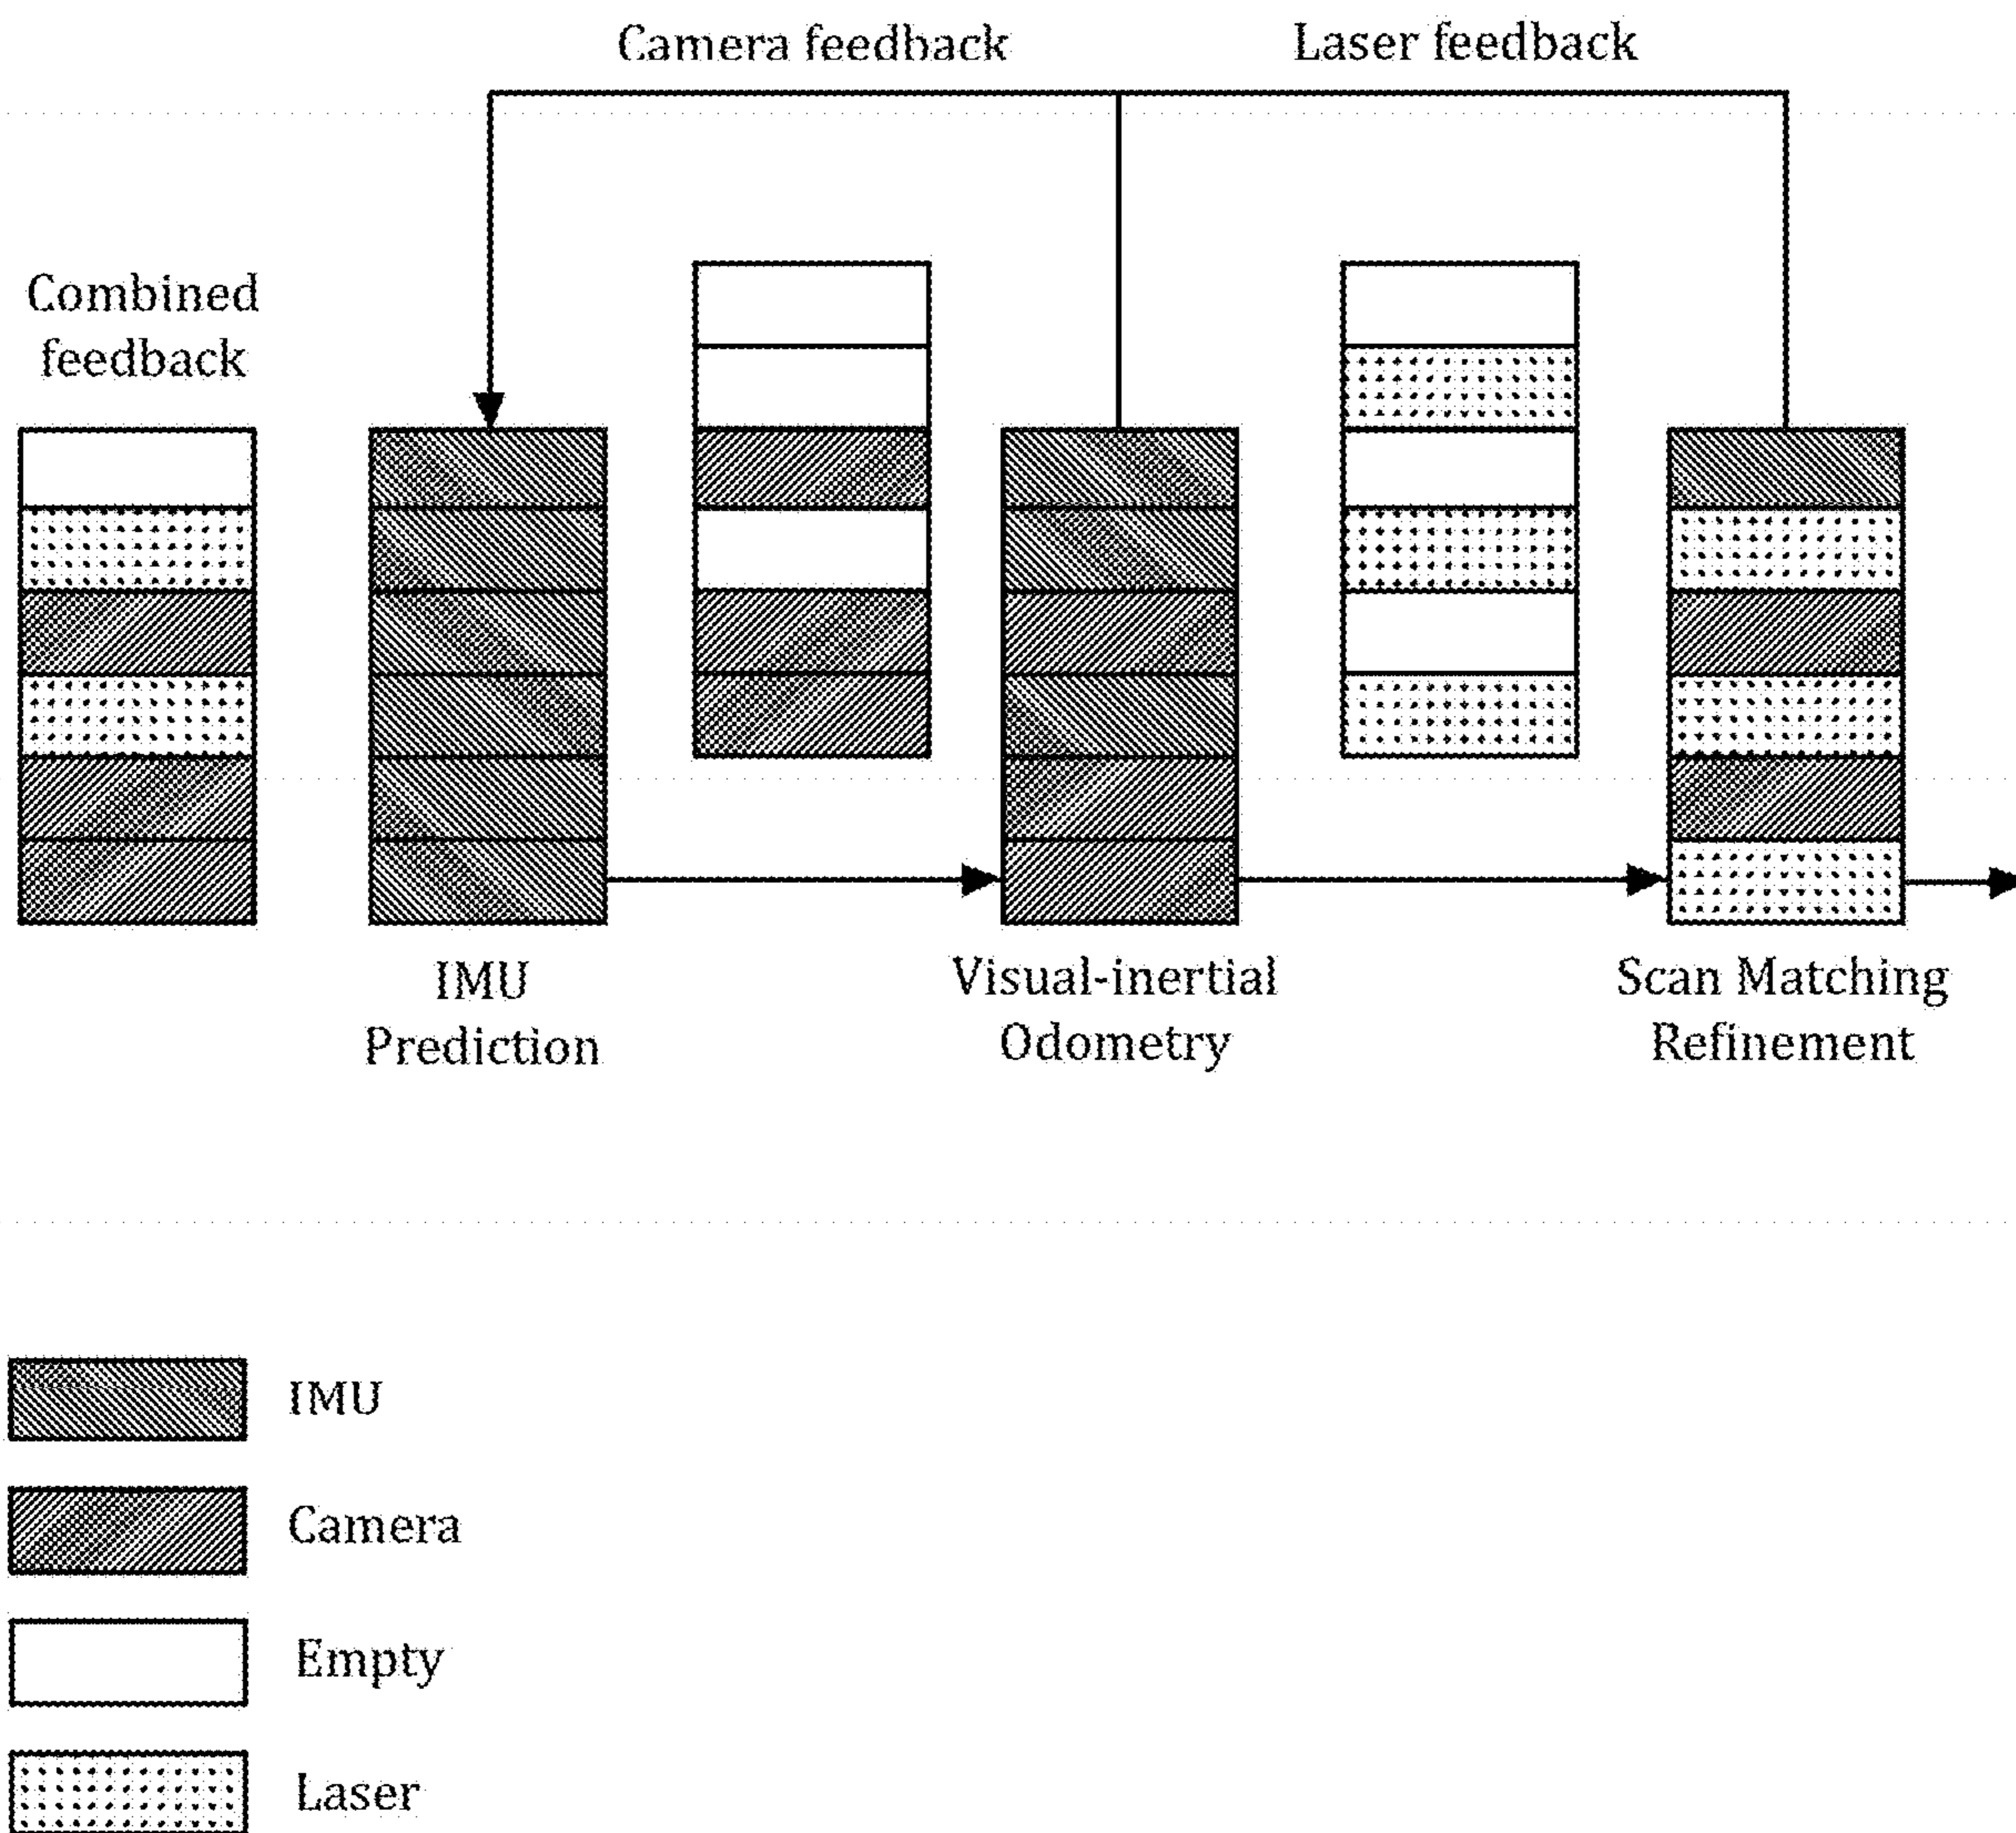 Camera feedback
Laser feedback
Combined
feedback
IMU
Prediction
Visual-inertial
Odometry
Scan Matching
Refinement
IMU
Camera
Empty
Laser